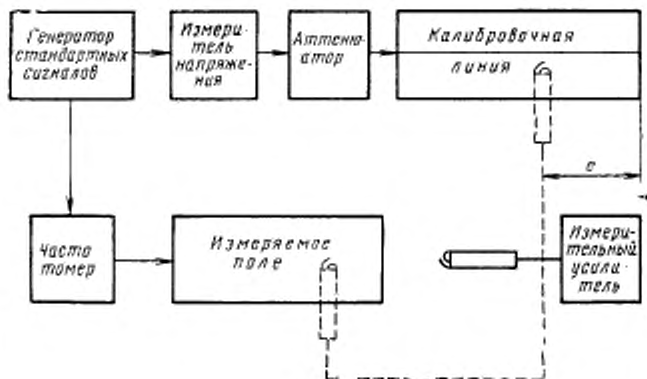 Генератор
стандартных
сигналов
Измери-
тель
напряже-
ния
Аттеню-
атор
Калибровочная
линия
е
Часто
томер
Измеряемое
поле
Измери-
тельный
усили-
тель